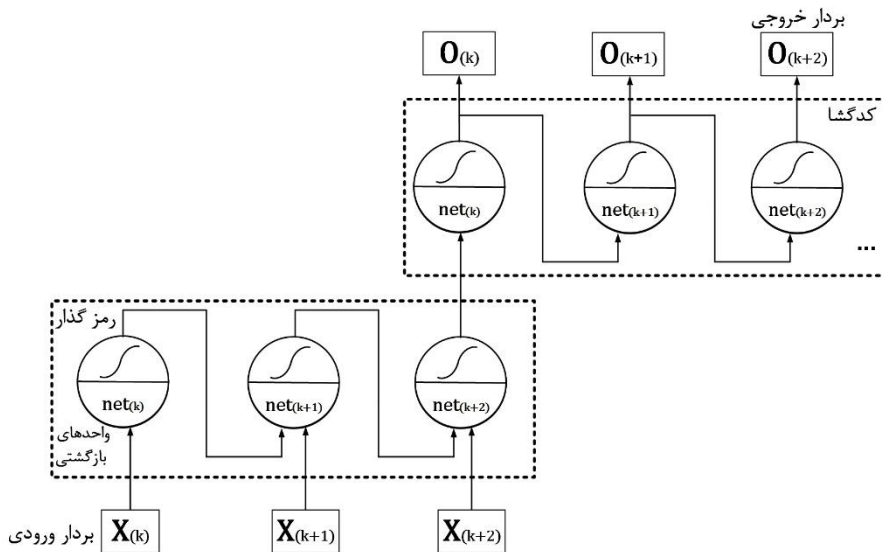 بردار خروجی
O(k)
O(k+1)
O(k+2)
کدگشا
net(k)
net(k+1)
net(k+2)
...
رمز گذار
net(k)
net(k+1)
net(k+2)
واحدهای
بازگشتی
بردار ورودی
X(k)
X(k+1)
X(k+2)